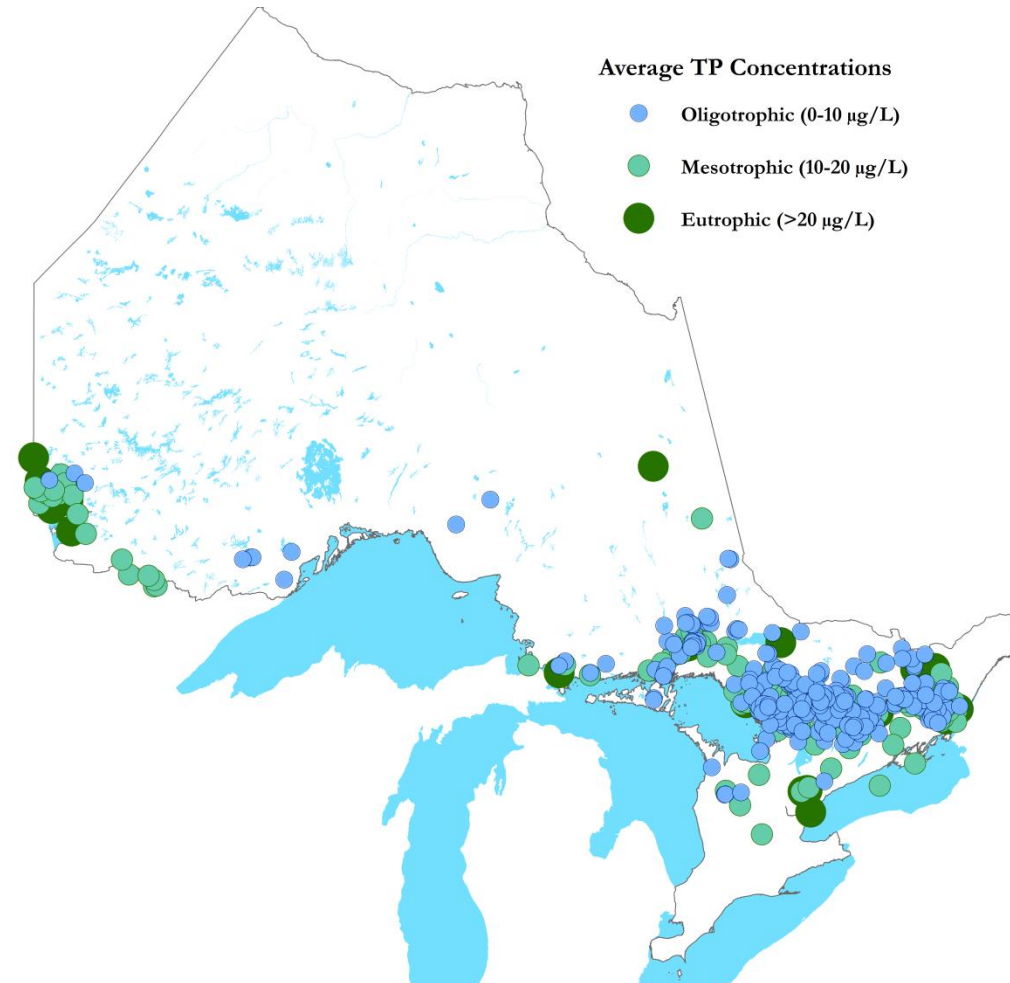 Average TP Concentrations
Oligotrophic (0-10 µg/L)
Mesotrophic (10-20 µg/L)
Eutrophic (>20 µg/L)